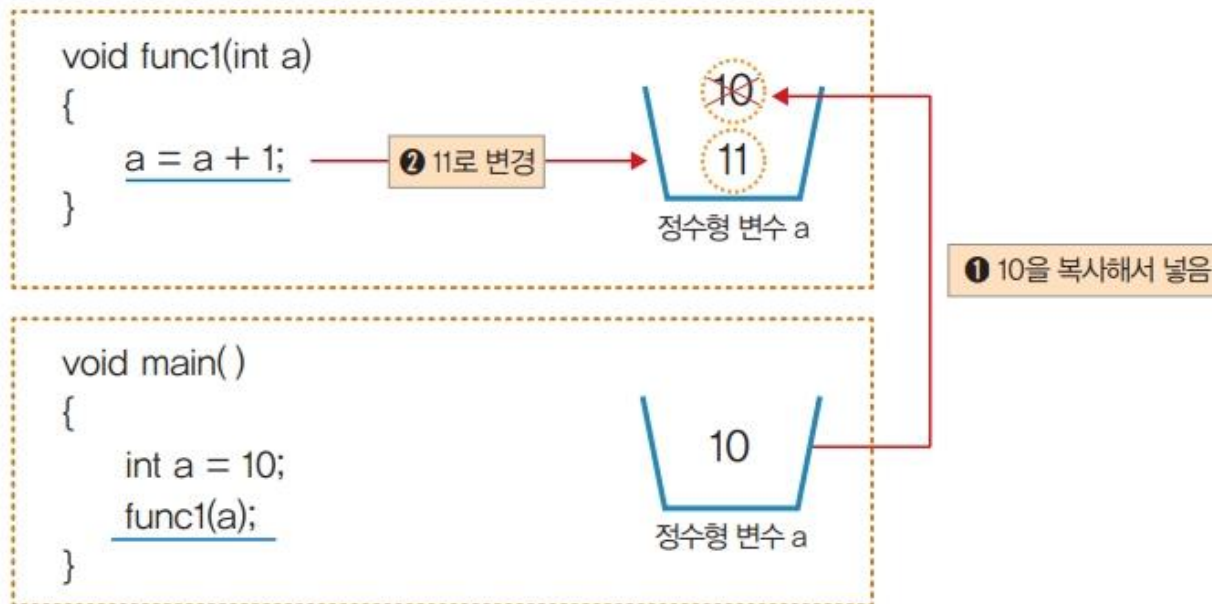 void func1(int a)
{
a = a + 1;
}
❷ 11로 변경
10
11
정수형 변수 a
❶ 10을 복사해서 넣음
void main( )
{
int a = 10;
func1(a);
}
10
정수형 변수 a